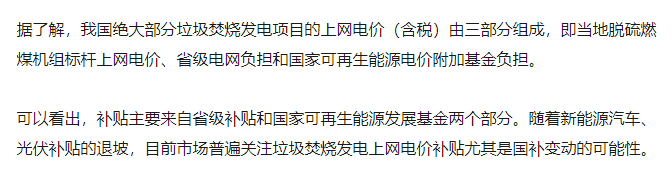 据了解，我国绝大部分垃圾焚烧发电项目的上网电价（含税）由三部分组成，即当地脱硫燃
煤机组标杆上网电价、省级电网负担和国家可再生能源电价附加基金负担。
可以看出，补贴主要来自省级补贴和国家可再生能源发展基金两个部分。随着新能源汽车、
光伏补贴的退坡，目前市场普遍关注垃圾焚烧发电上网电价补贴尤其是国补变动的可能性。